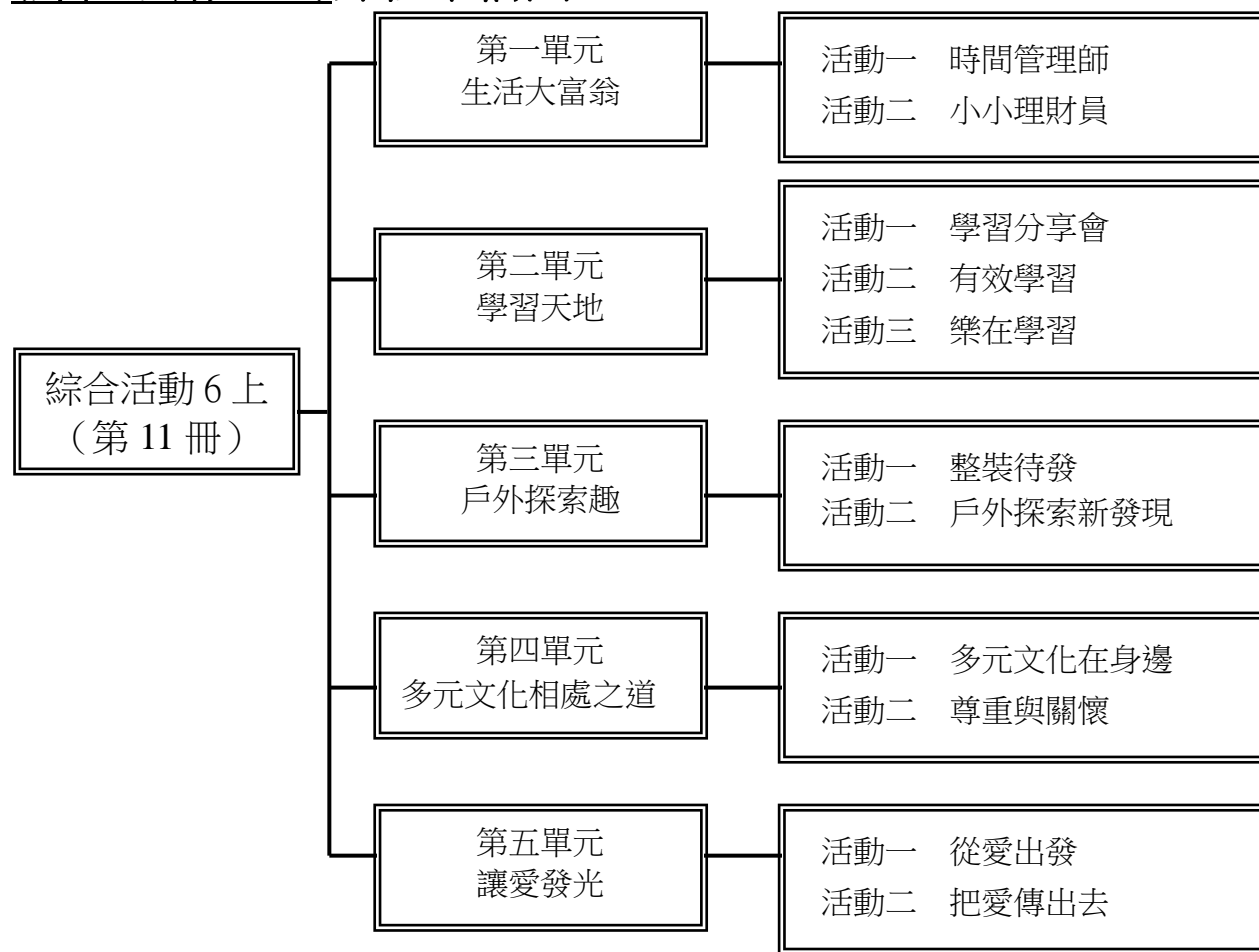 綜合活動 6 上
（第 11 冊）
第一單元
生活大富翁
活動一　時間管理師
活動二　小小理財員
第二單元
學習天地
活動一　學習分享會
活動二　有效學習
活動三　樂在學習
第三單元
戶外探索趣
活動一　整裝待發
活動二　戶外探索新發現
第四單元
多元文化相處之道
活動一　多元文化在身邊
活動二　尊重與關懷
第五單元
讓愛發光
活動一　從愛出發
活動二　把愛傳出去